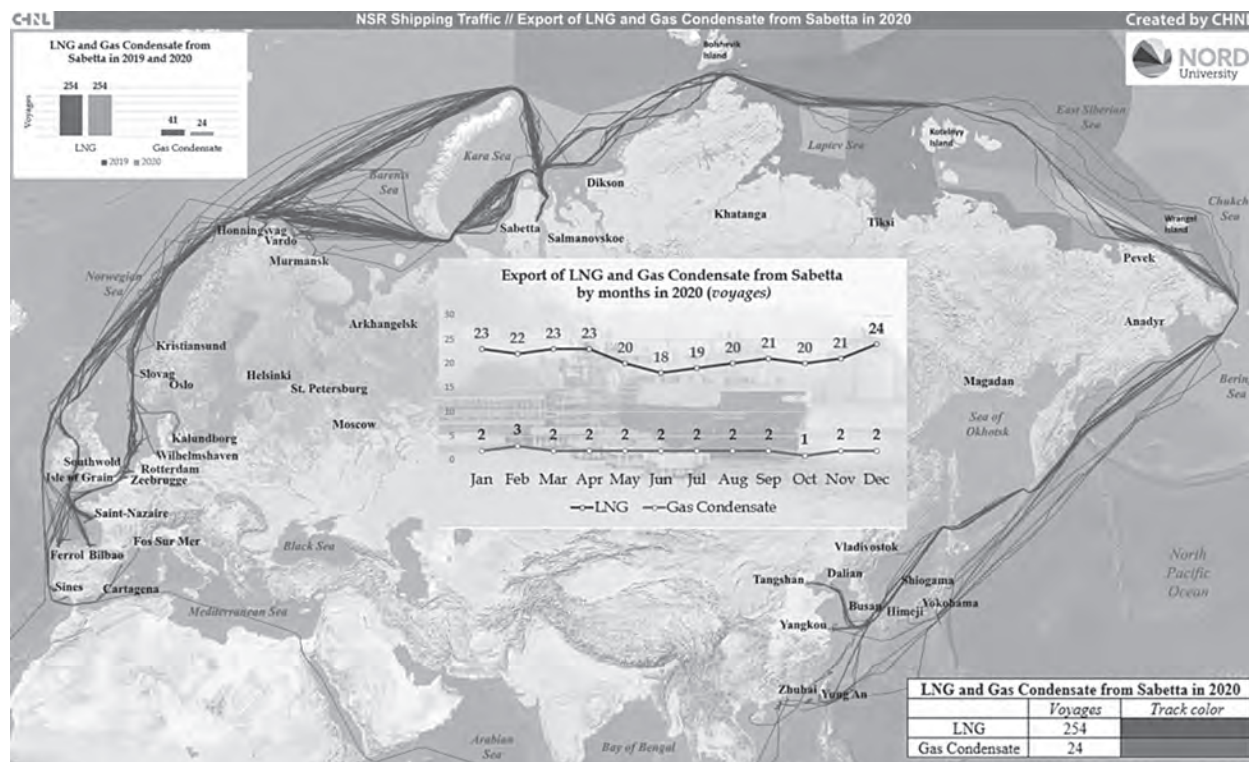 CHNL
NSR Shipping Traffic // Export of LNG and Gas Condensate from Sabetta in 2020
Created by CHNL
NORD
University
LNG and Gas Condensate from
Sabetta in 2019 and 2020
Voyages
254
254
41
24
LNG
Gas Condensate
2019
2020
Bolshevik
Island
East Siberian
Sea
Kotelnyy
Island
Laptev Sea
Kara Sea
Barents
Sea
Dikson
Khatanga
Tiksi
Chukchi
Sea
Wrangel
Island
Sabetta
Salmanovskoe
Honningsvag
Vardo
Murmansk
Pevek
Norwegian
Sea
Anadyr
Arkhangelsk
Kristiansund
Slovag
Oslo
Helsinki
St. Petersburg
Moscow
Magadan
Sea of
Okhotsk
Bering
Sea
Export of LNG and Gas Condensate from Sabetta
by months in 2020 (voyages)
30
25
20
15
10
5
0
23 22 23 23 20 18 19 20 21 20 21 24
2 3 2 2 2 2 2 2 2 1 2 2
Jan Feb Mar Apr May Jun Jul Aug Sep Oct Nov Dec
LNG
Gas Condensate
Kalundborg
Wilhelmshaven
Southwold
Rotterdam
Isle of Grain
Zeebrugge
Saint-Nazaire
Fos Sur Mer
Ferrol
Bilbao
Black Sea
Sines
Cartagena
Mediterranean Sea
Vladivostok
Tangshan
Dalian
Shiogama
Busan
Himeji
Yokohama
Yangkou
North
Pacific
Ocean
Zhuhai
Yung An
Arabian
Sea
Bay of Bengal
LNG and Gas Condensate from Sabetta in 2020
Voyages Track color
LNG 254
Gas Condensate 24